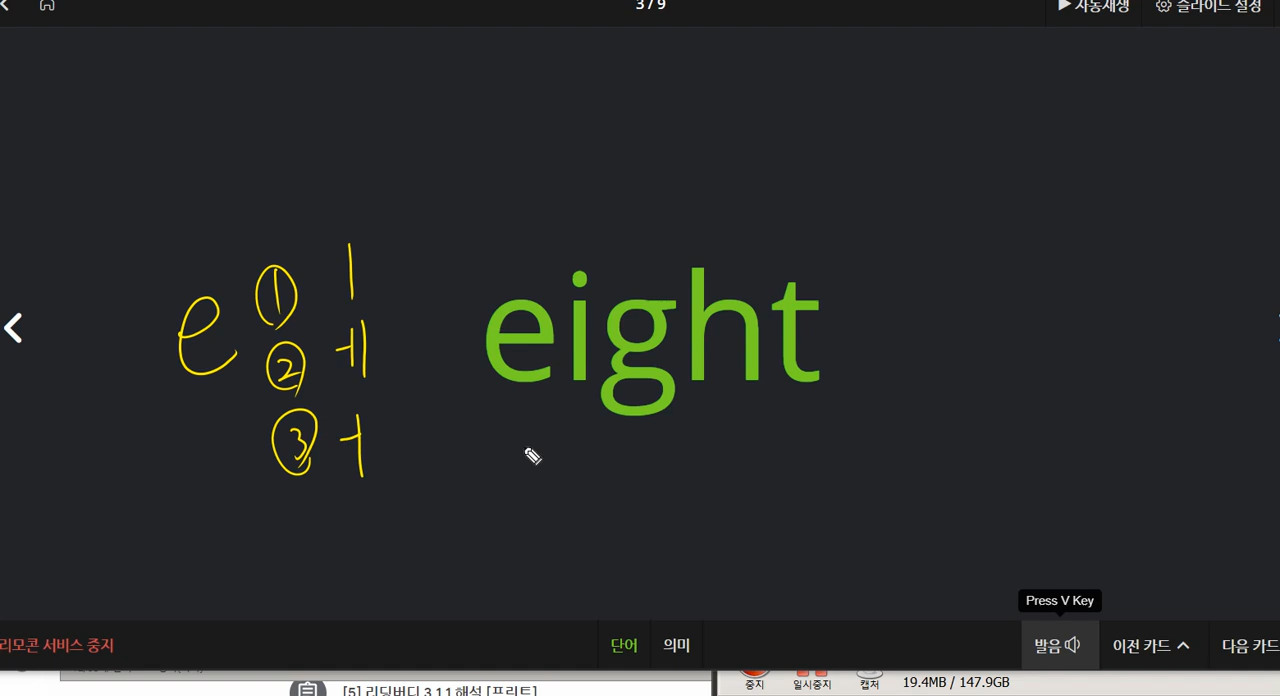 3 / 9
▶ 자동재생
슬라이드 설정
e
① ㅣ
② ㅔ
③ ㅓ
eight
Press V Key
리모콘 서비스 중지
단어
의미
발음
이전 카드
다음 카드
[5] 리딩버디 3.1.1 해설 [프린트]
중지
일시중지
캡처
19.4MB / 147.9GB